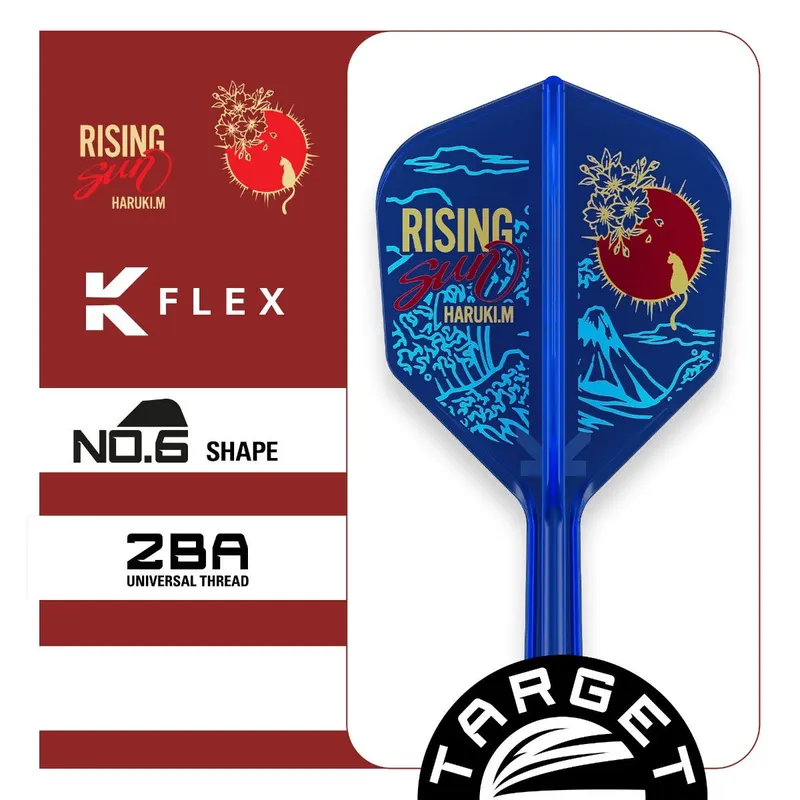 RISING
Sun
HARUKI.M
K FLEX
NO.6 SHAPE
2BA
UNIVERSAL THREAD
RISING
Sun
HARUKI.M
K
TARGET